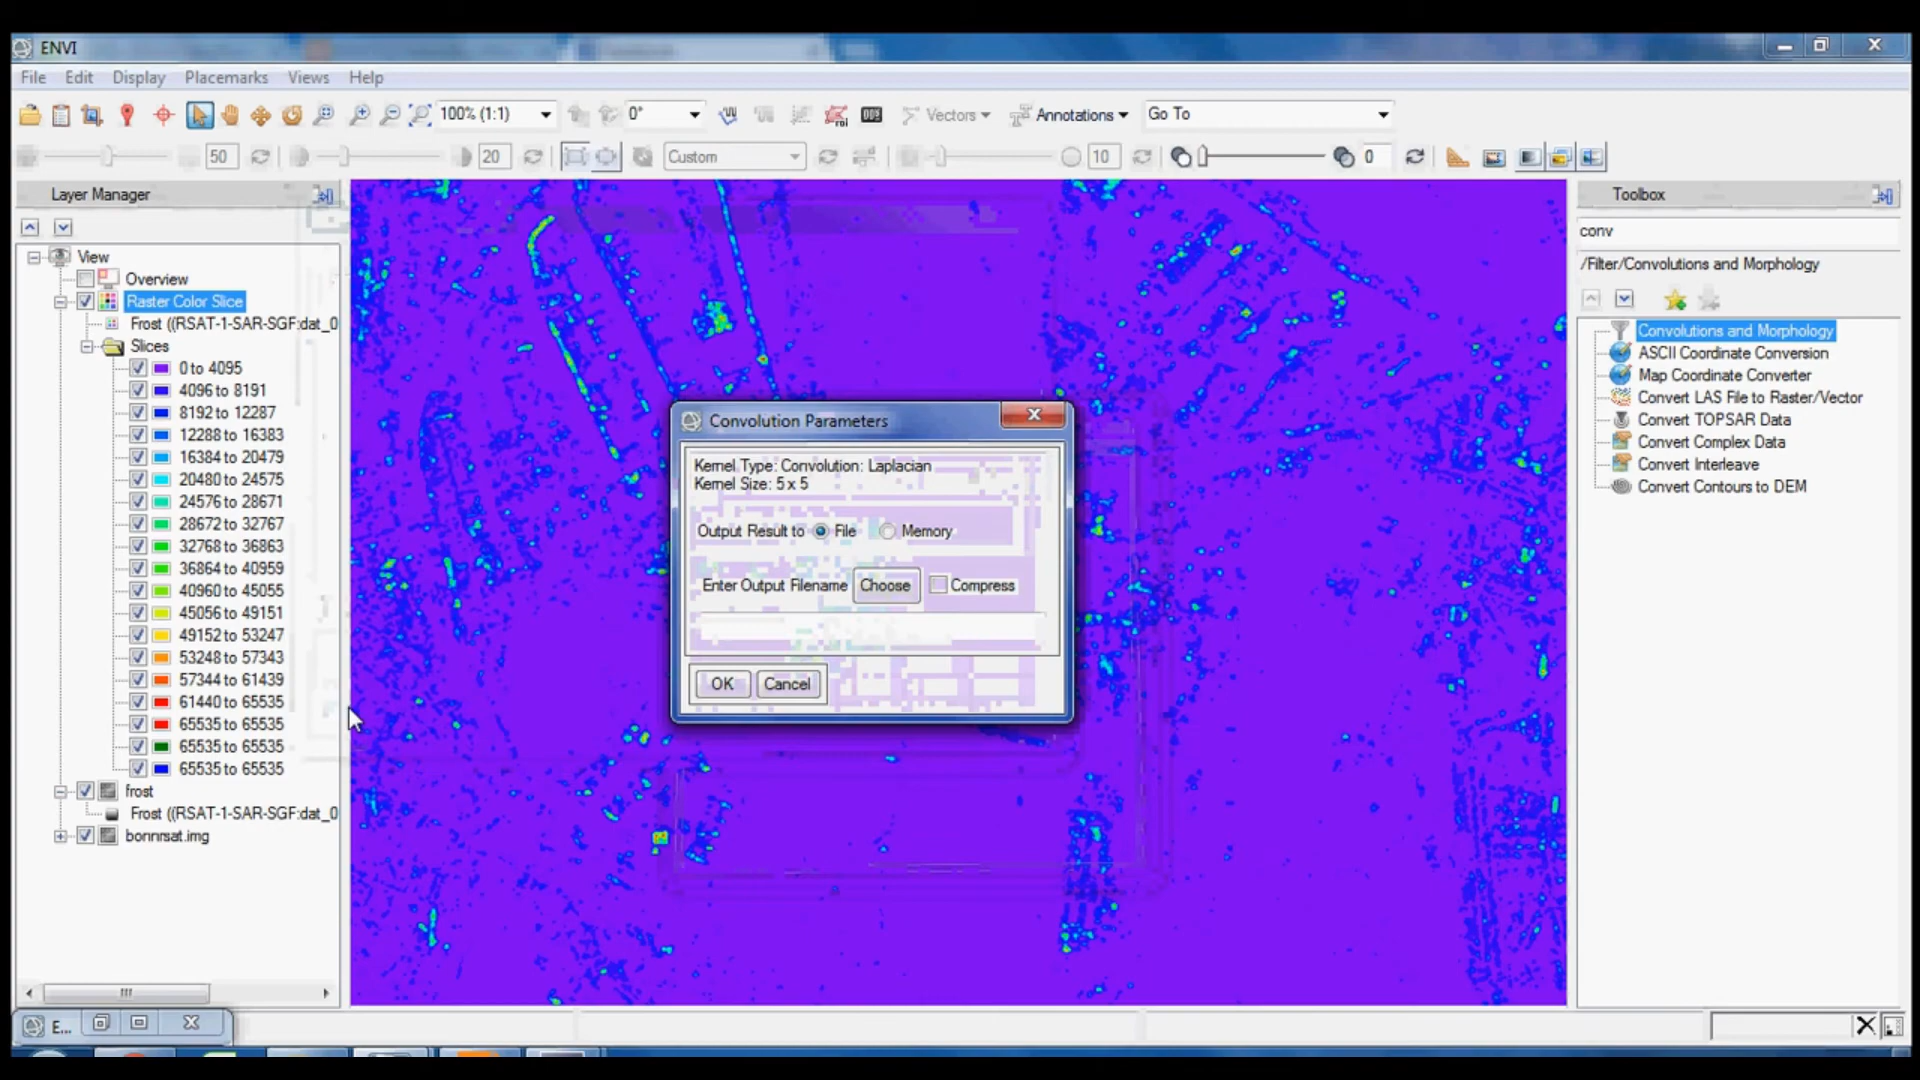 ENVI
File Edit Display Placemarks Views Help
100% (1:1) 0° Vectors Annotations Go To
50 20 Custom 10 0
Layer Manager
View
Overview
Raster Color Slice
Frost ((RSAT-1-SAR-SGF:dat_0
Slices
0 to 4095
4096 to 8191
8192 to 12287
12288 to 16383
16384 to 20479
20480 to 24575
24576 to 28671
28672 to 32767
32768 to 36863
36864 to 40959
40960 to 45055
45056 to 49151
49152 to 53247
53248 to 57343
57344 to 61439
61440 to 65535
65535 to 65535
65535 to 65535
65535 to 65535
frost
Frost ((RSAT-1-SAR-SGF:dat_0
bonnrsat.img
E...
Convolution Parameters
Kernel Type: Convolution: Laplacian
Kernel Size: 5 x 5
Output Result to File Memory
Enter Output Filename Choose Compress
OK Cancel
Toolbox
conv
/Filter/Convolutions and Morphology
Convolutions and Morphology
ASCII Coordinate Conversion
Map Coordinate Converter
Convert LAS File to Raster/Vector
Convert TOPSAR Data
Convert Complex Data
Convert Interleave
Convert Contours to DEM